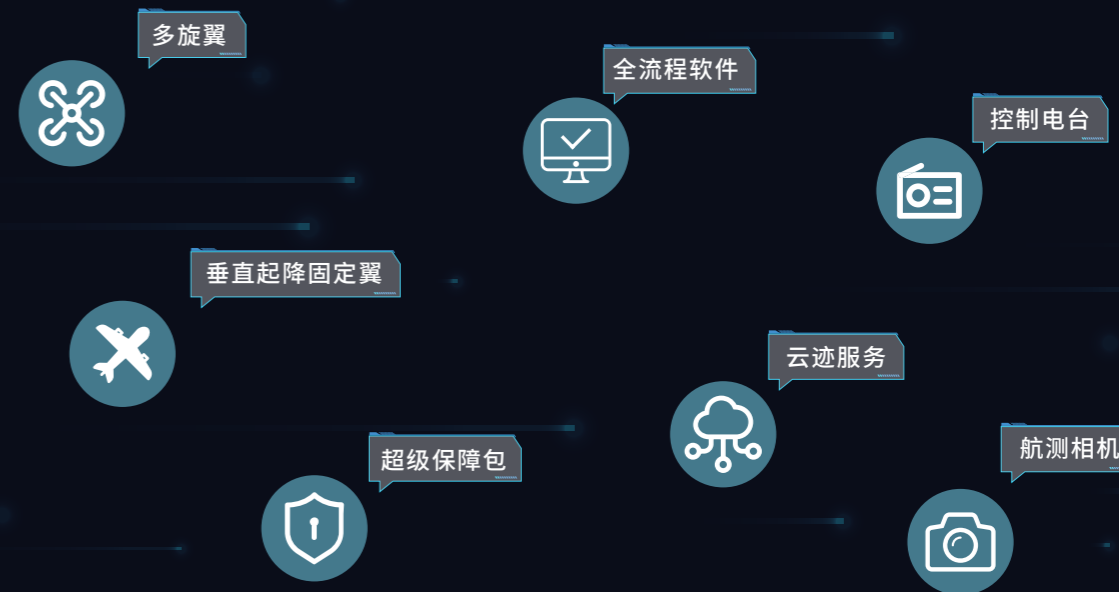 多旋翼
全流程软件
控制电台
垂直起降固定翼
云迹服务
航测相机
超级保障包